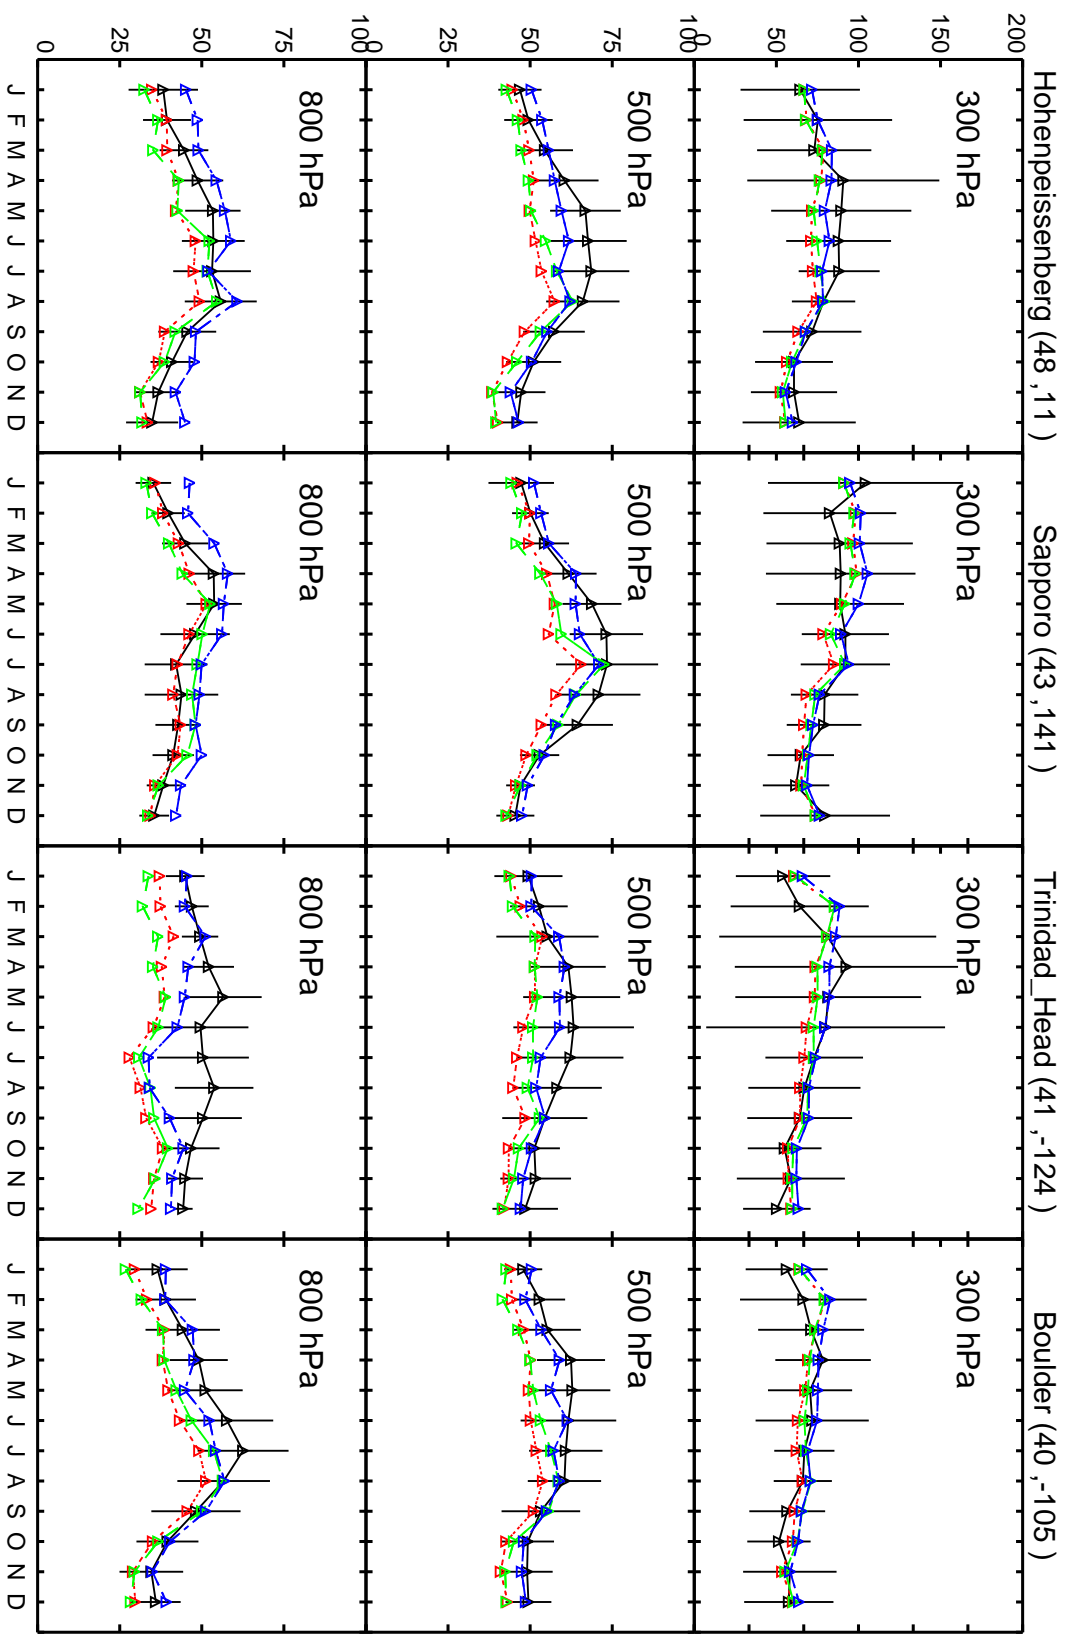 Hohenpeissenberg (48 ,11 )
Sapporo (43 ,141 )
Trinidad_Head (41 ,-124 )
Boulder (40 ,-105 )
200
150
100
50
0
300 hPa
300 hPa
300 hPa
300 hPa
100
75
50
25
0
500 hPa
500 hPa
500 hPa
500 hPa
100
75
50
25
0
800 hPa
800 hPa
800 hPa
800 hPa
J F M A M J J A S O N D
J F M A M J J A S O N D
J F M A M J J A S O N D
J F M A M J J A S O N D